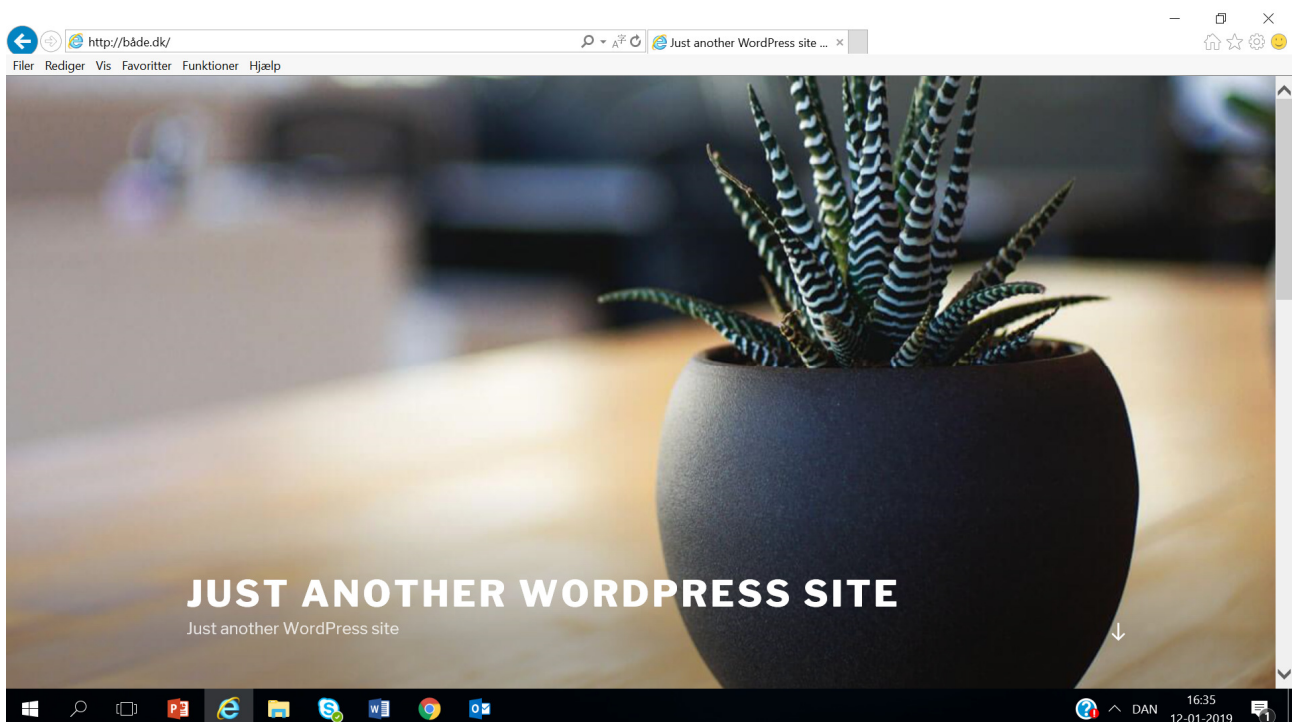 http://både.dk/
Just another WordPress site ...
Filer Rediger Vis Favoritter Funktioner Hjælp
JUST ANOTHER WORDPRESS SITE
Just another WordPress site
DAN
16:35
12-01-2019
1